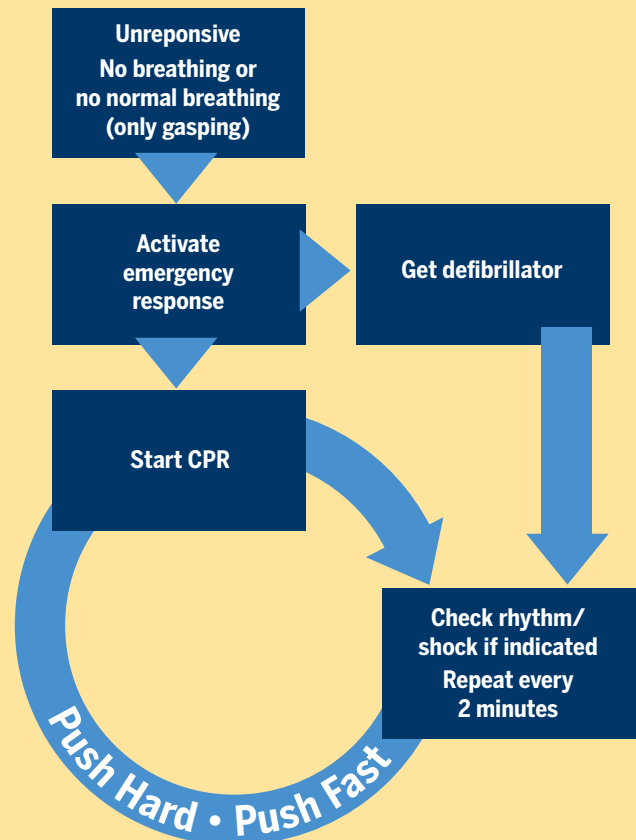 Unreponsive
No breathing or
no normal breathing
(only gasping)
Activate
emergency
response
Get defibrillator
Start CPR
Check rhythm/
shock if indicated
Repeat every
2 minutes
Push Hard • Push Fast